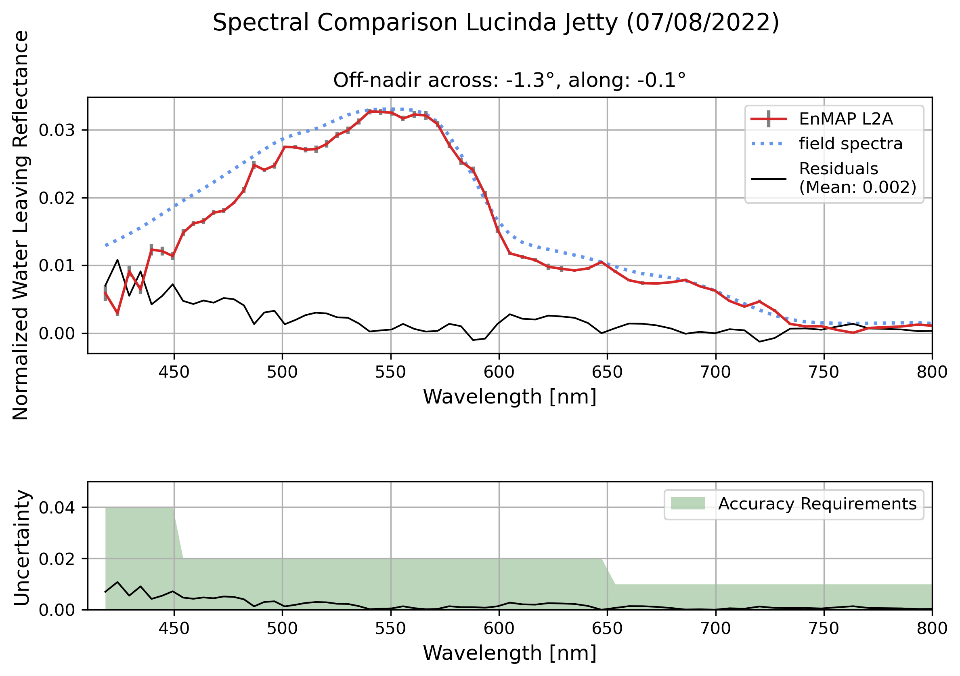 Spectral Comparison Lucinda Jetty (07/08/2022)
Off-nadir across: -1.3°, along: -0.1°
Normalized Water Leaving Reflectance
0.03
0.02
0.01
0.00
EnMAP L2A
field spectra
Residuals
(Mean: 0.002)
450 500 550 600 650 700 750 800
Wavelength [nm]
Uncertainty
0.04
0.02
0.00
Accuracy Requirements
450 500 550 600 650 700 750 800
Wavelength [nm]